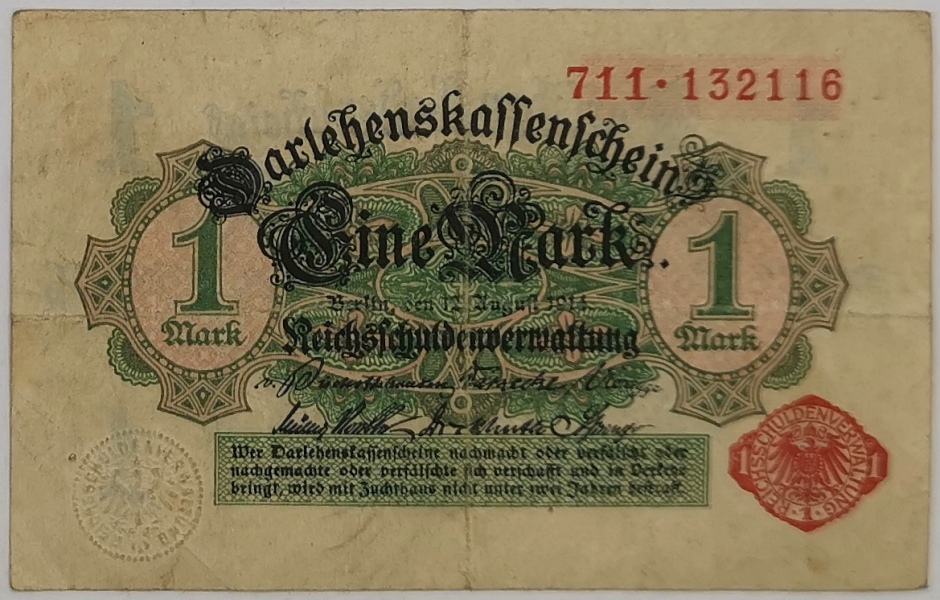 711·132116
Darlehenskassenschein
Eine Mark.
1
Mark
1
Mark
Berlin, den 12. August 1914.
Reichsschuldenverwaltung
Wer Darlehenskassenscheine nachmacht oder verfälscht oder
nachgemachte oder verfälschte sich verschafft und in Verkehr
bringt, wird mit Zuchthaus nicht unter zwei Jahren bestraft.
REICHSSCHULDENVERWALTUNG
1
1
·1·
REICHSSCHULDENVERWALTUNG